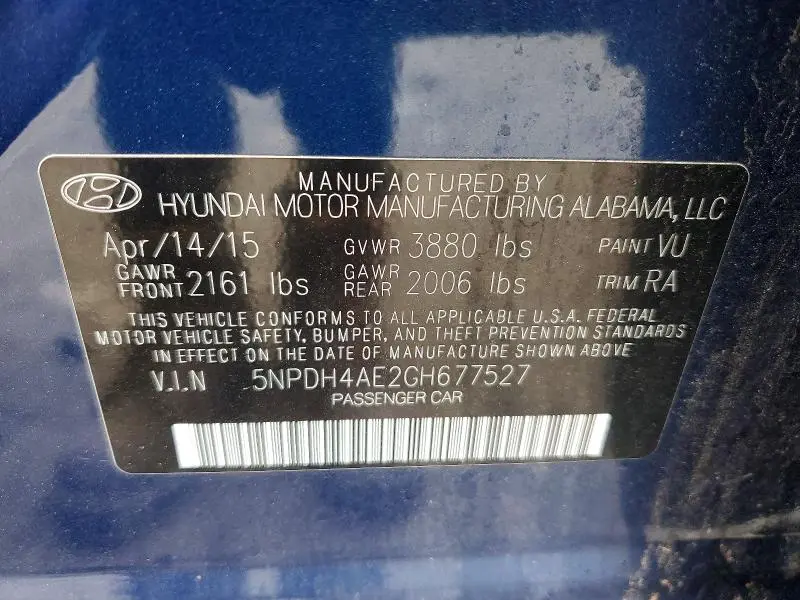 MANUFACTURED BY
HYUNDAI MOTOR MANUFACTURING ALABAMA, LLC
Apr/14/15 GVWR 3880 lbs PAINT VU
GAWR FRONT 2161 lbs GAWR REAR 2006 lbs TRIM RA
THIS VEHICLE CONFORMS TO ALL APPLICABLE U.S.A. FEDERAL
MOTOR VEHICLE SAFETY, BUMPER, AND THEFT PREVENTION STANDARDS
IN EFFECT ON THE DATE OF MANUFACTURE SHOWN ABOVE
V.I.N 5NPDH4AE2GH677527
PASSENGER CAR